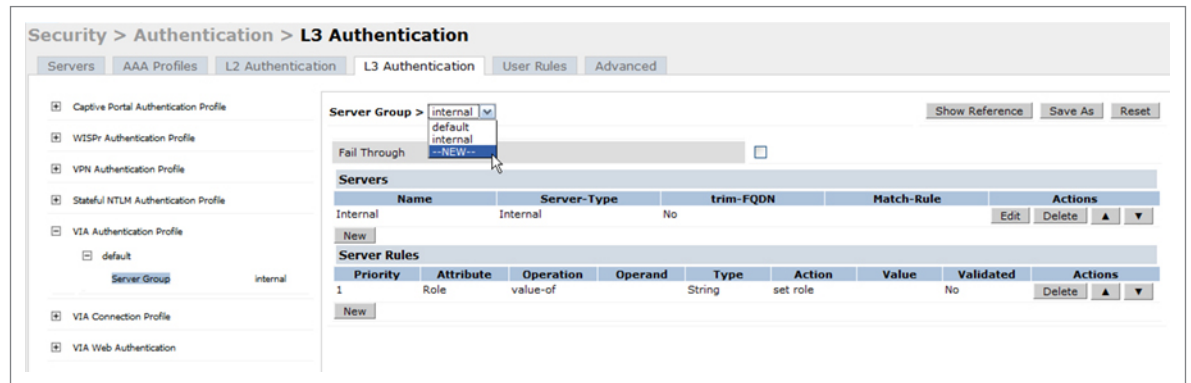 Security > Authentication > L3 Authentication
Servers AAA Profiles L2 Authentication L3 Authentication User Rules Advanced
Captive Portal Authentication Profile
WISPr Authentication Profile
VPN Authentication Profile
Stateful NTLM Authentication Profile
VIA Authentication Profile
default
Server Group internal
VIA Connection Profile
VIA Web Authentication
Server Group > internal Show Reference Save As Reset
default
internal
--NEW--
Fail Through
Servers
Name Server-Type trim-FQDN Match-Rule Actions
Internal Internal No Edit Delete ▲ ▼
New
Server Rules
Priority Attribute Operation Operand Type Action Value Validated Actions
1 Role value-of String set role No Delete ▲ ▼
New